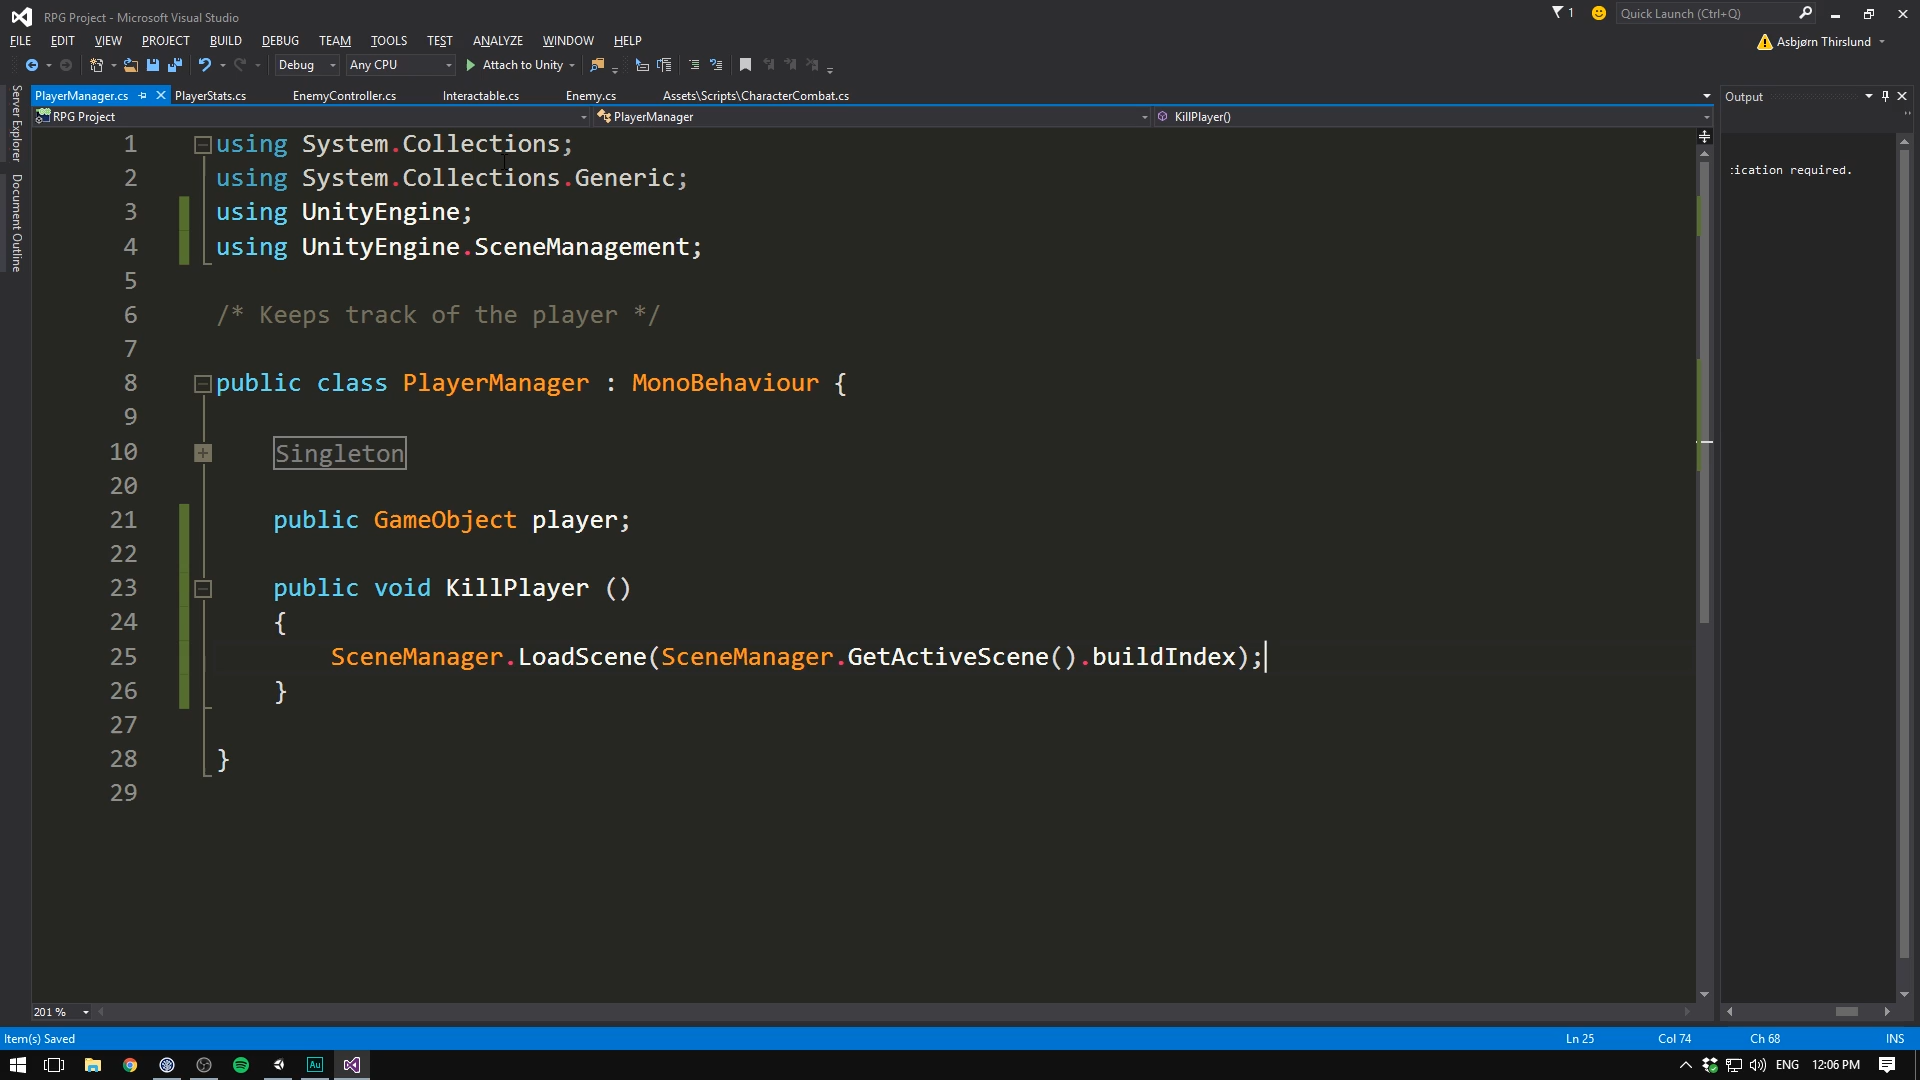 RPG Project - Microsoft Visual Studio
1
Quick Launch (Ctrl+Q)
FILE EDIT VIEW PROJECT BUILD DEBUG TEAM TOOLS TEST ANALYZE WINDOW HELP
Asbjørn Thirslund
Debug Any CPU Attach to Unity
Server Explorer
Document Outline
PlayerManager.cs PlayerStats.cs EnemyController.cs Interactable.cs Enemy.cs Assets\Scripts\CharacterCombat.cs
Output
RPG Project PlayerManager KillPlayer()
:ication required.
1 using System.Collections;
2 using System.Collections.Generic;
3 using UnityEngine;
4 using UnityEngine.SceneManagement;
5
6 /* Keeps track of the player */
7
8 public class PlayerManager : MonoBehaviour {
9
10 Singleton
20
21 public GameObject player;
22
23 public void KillPlayer ()
24 {
25 SceneManager.LoadScene(SceneManager.GetActiveScene().buildIndex);
26 }
27
28 }
29
201 %
Item(s) Saved Ln 25 Col 74 Ch 68 INS
Au
ENG 12:06 PM